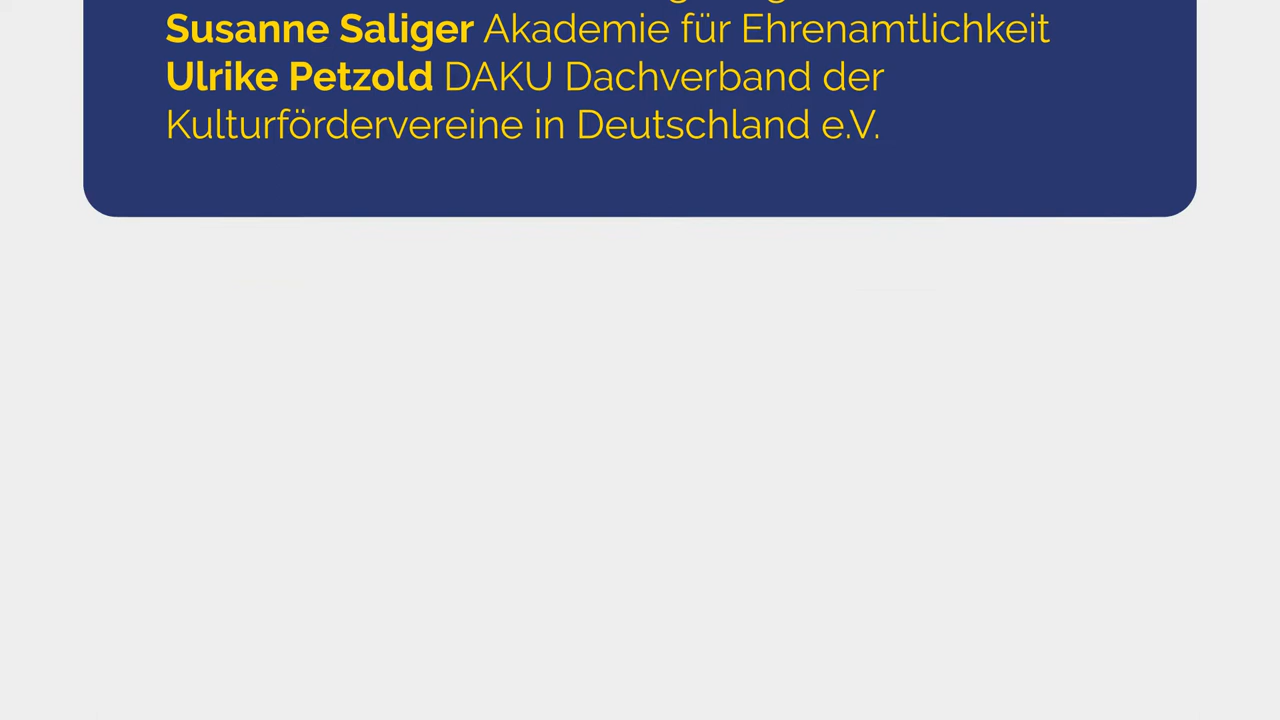 Susanne Saliger Akademie für Ehrenamtlichkeit
Ulrike Petzold DAKU Dachverband der
Kulturfördervereine in Deutschland e.V.